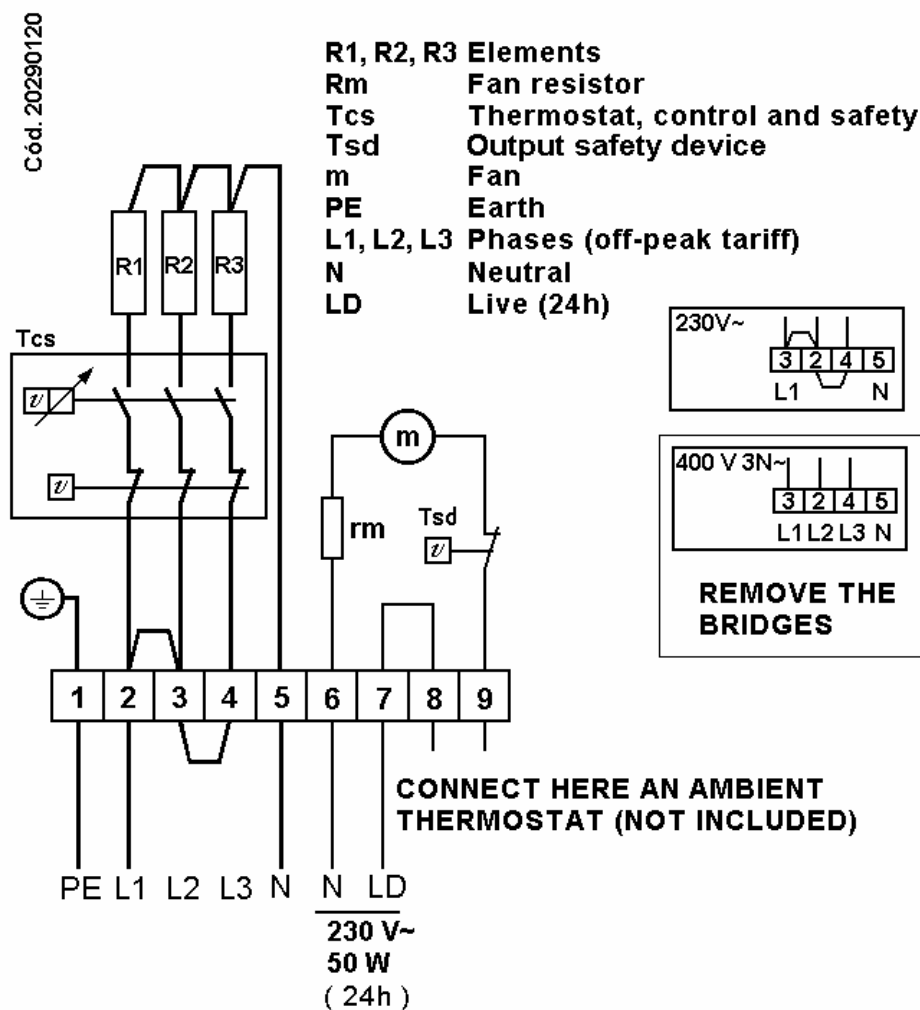 Cód. 20290120
R1, R2, R3 Elements
Rm Fan resistor
Tcs Thermostat, control and safety
Tsd Output safety device
m Fan
PE Earth
L1, L2, L3 Phases (off-peak tariff)
N Neutral
LD Live (24h)
R1 R2 R3
Tcs
υ
υ
m
rm
Tsd
υ
230V~
3 2 4 5
L1 N
400 V 3N~
3 2 4 5
L1 L2 L3 N
REMOVE THE
BRIDGES
1 2 3 4 5 6 7 8 9
CONNECT HERE AN AMBIENT
THERMOSTAT (NOT INCLUDED)
PE L1 L2 L3 N N LD
230 V~
50 W
( 24h )